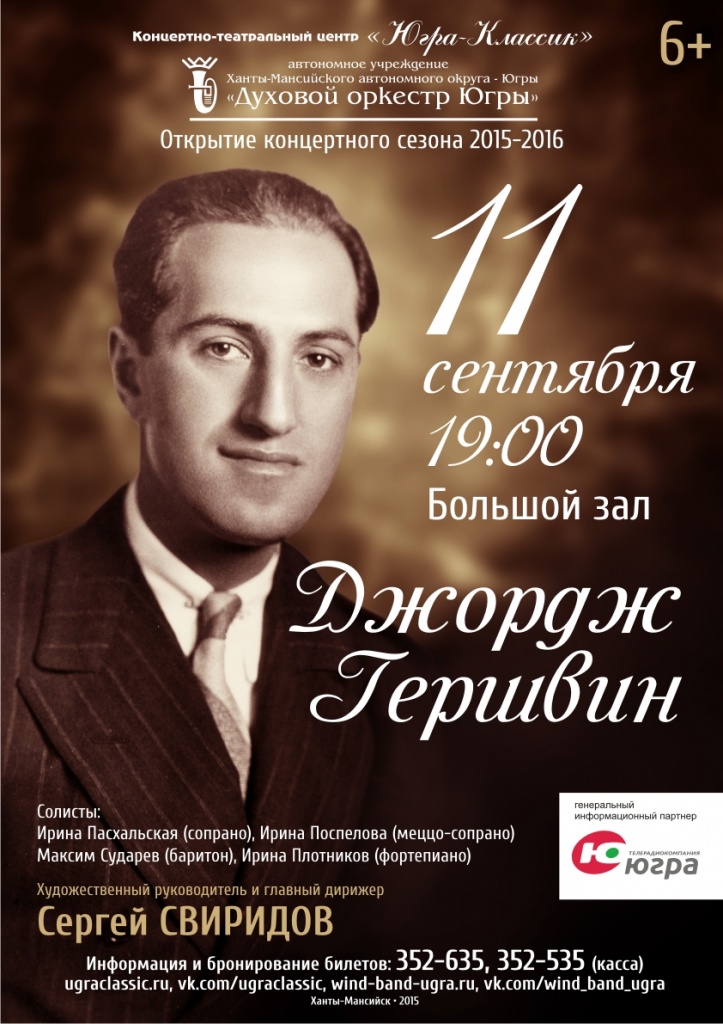 Концертно-театральный центр «Югра-Классик»
6+
автономное учреждение
Ханты-Мансийского автономного округа - Югры
«Духовой оркестр Югры»
Открытие концертного сезона 2015-2016
11
сентября
19:00
Большой зал
Джордж
Гершвин
Солисты:
Ирина Пасхальская (сопрано), Ирина Поспелова (меццо-сопрано)
Максим Сударев (баритон), Ирина Плотников (фортепиано)
генеральный
информационный партнер
ТЕЛЕРАДИОКОМПАНИЯ
югра
Художественный руководитель и главный дирижер
Сергей СВИРИДОВ
Информация и бронирование билетов: 352-635, 352-535 (касса)
ugraclassic.ru, vk.com/ugraclassic, wind-band-ugra.ru, vk.com/wind_band_ugra
Ханты-Мансийск • 2015